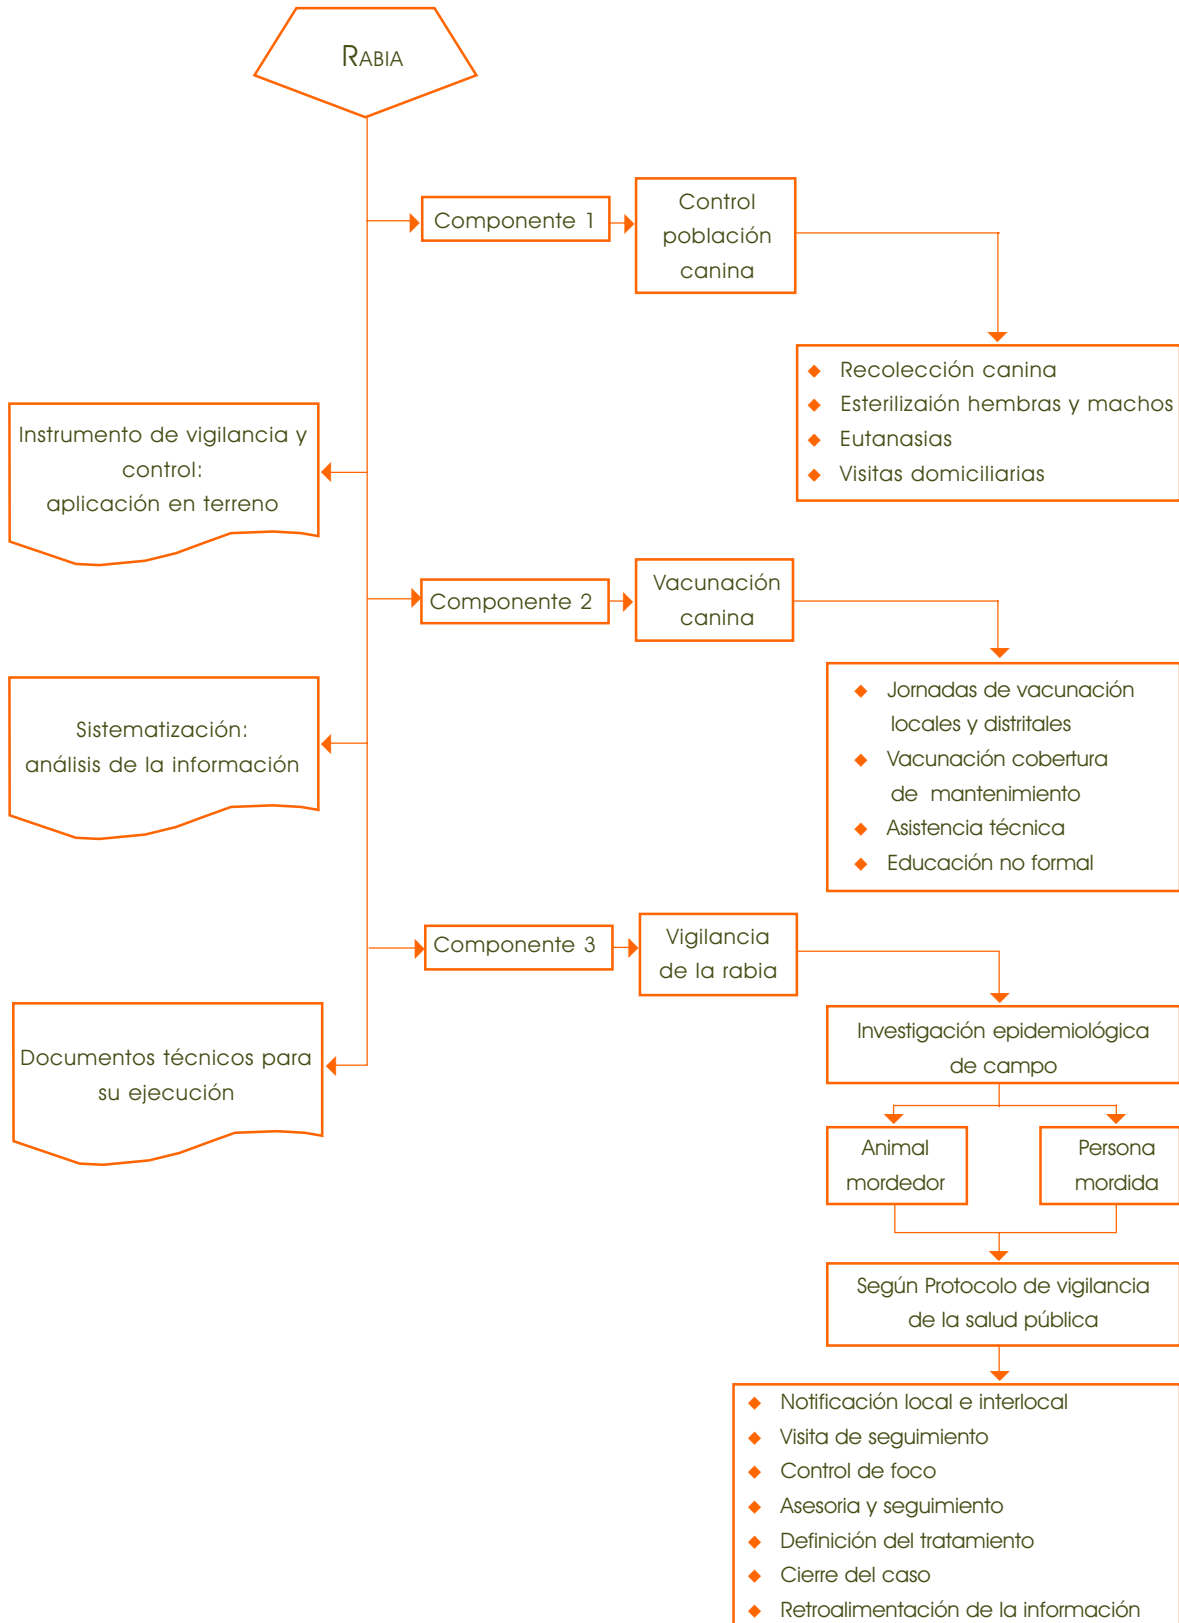 RABIA
Componente 1
Control
población
canina
◆ Recolección canina
◆ Esterilizaión hembras y machos
◆ Eutanasias
◆ Visitas domiciliarias
Instrumento de vigilancia y
control:
aplicación en terreno
Componente 2
Vacunación
canina
◆ Jornadas de vacunación
locales y distritales
◆ Vacunación cobertura
de mantenimiento
◆ Asistencia técnica
◆ Educación no formal
Sistematización:
análisis de la información
Componente 3
Vigilancia
de la rabia
Documentos técnicos para
su ejecución
Investigación epidemiológica
de campo
Animal
mordedor
Persona
mordida
Según Protocolo de vigilancia
de la salud pública
◆ Notificación local e interlocal
◆ Visita de seguimiento
◆ Control de foco
◆ Asesoria y seguimiento
◆ Definición del tratamiento
◆ Cierre del caso
◆ Retroalimentación de la información